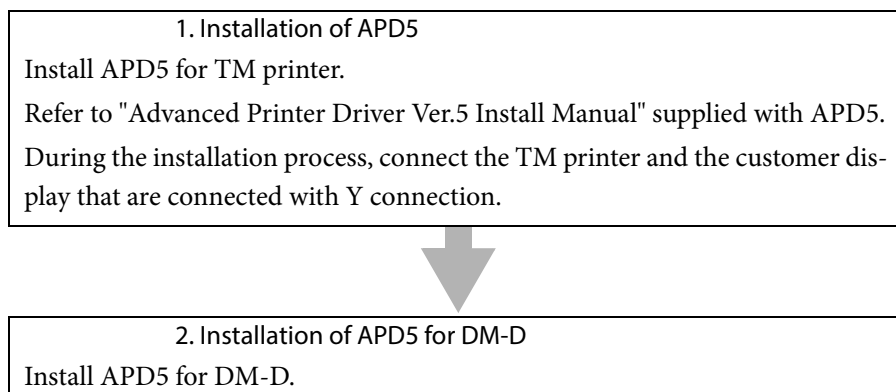 1. Installation of APD5
Install APD5 for TM printer.
Refer to "Advanced Printer Driver Ver.5 Install Manual" supplied with APD5.
During the installation process, connect the TM printer and the customer dis-
play that are connected with Y connection.
2. Installation of APD5 for DM-D
Install APD5 for DM-D.